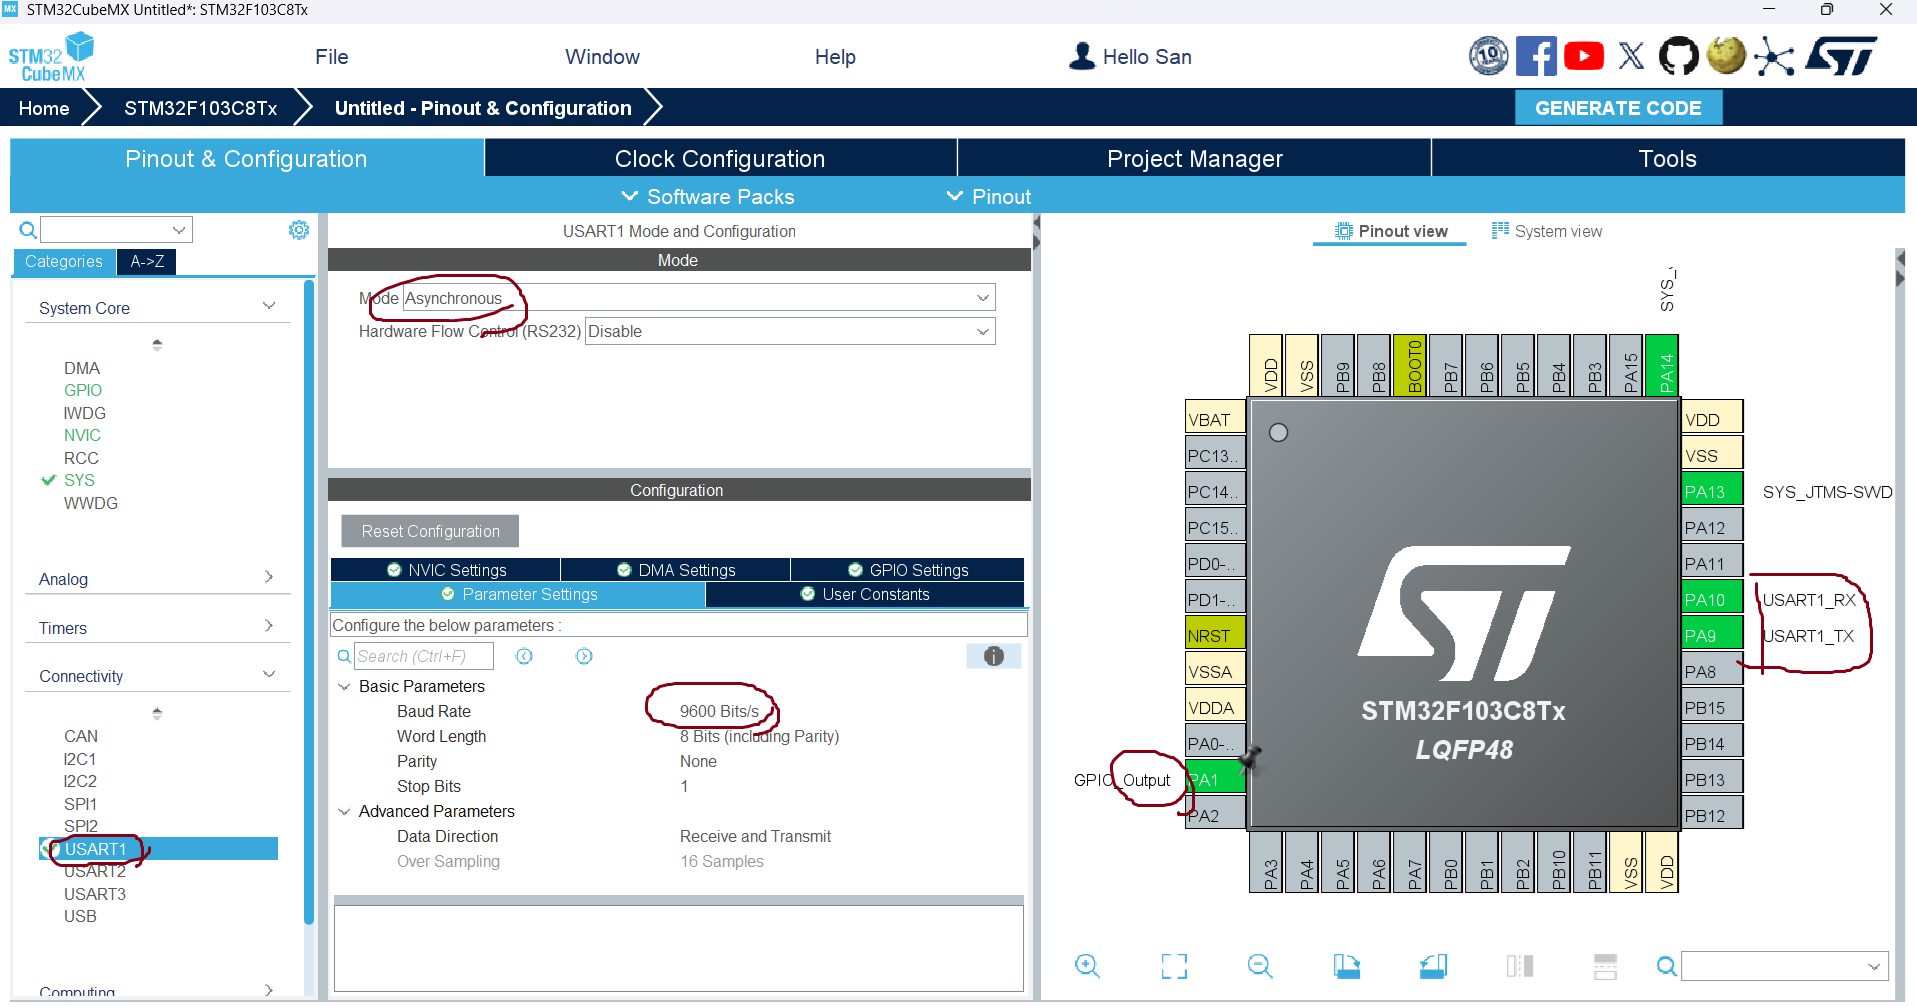 STM32CubeMX Untitled*: STM32F103C8Tx
STM32
CubeMX
File
Window
Help
Hello San
10
Home
STM32F103C8Tx
Untitled - Pinout & Configuration
GENERATE CODE
Pinout & Configuration
Clock Configuration
Project Manager
Tools
Software Packs
Pinout
Categories
A->Z
System Core
DMA
GPIO
IWDG
NVIC
RCC
SYS
WWDG
Analog
Timers
Connectivity
CAN
I2C1
I2C2
SPI1
SPI2
USART1
USART2
USART3
USB
Computing
USART1 Mode and Configuration
Mode
Mode Asynchronous
Hardware Flow Control (RS232) Disable
Configuration
Reset Configuration
NVIC Settings
DMA Settings
GPIO Settings
Parameter Settings
User Constants
Configure the below parameters :
Search (Ctrl+F)
Basic Parameters
Baud Rate 9600 Bits/s
Word Length 8 Bits (including Parity)
Parity None
Stop Bits 1
Advanced Parameters
Data Direction Receive and Transmit
Over Sampling 16 Samples
Pinout view
System view
SYS_
VDD
VSS
PB9
PB8
BOOT0
PB7
PB6
PB5
PB4
PB3
PA15
PA14
VBAT
PC13..
PC14..
PC15..
PD0-..
PD1-..
NRST
VSSA
VDDA
PA0-..
GPIO_Output PA1
PA2
VDD
VSS
PA13 SYS_JTMS-SWD
PA12
PA11
PA10 USART1_RX
PA9 USART1_TX
PA8
PB15
PB14
PB13
PB12
ST
STM32F103C8Tx
LQFP48
PA3
PA4
PA5
PA6
PA7
PB0
PB1
PB2
PB10
PB11
VSS
VDD